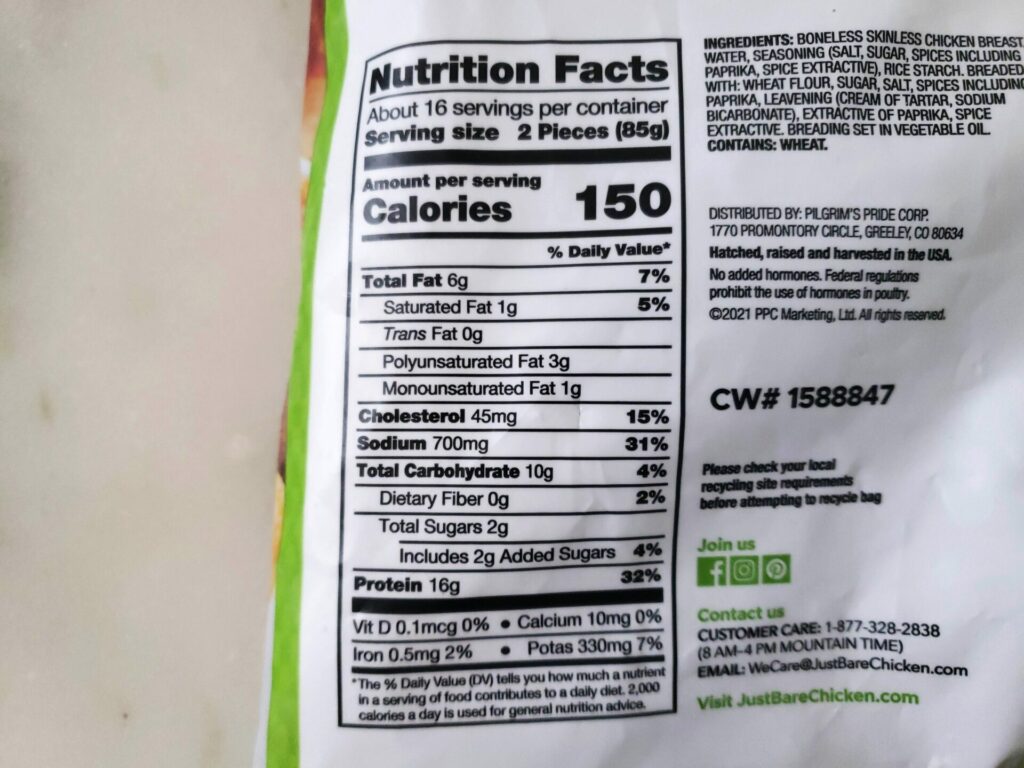 Nutrition Facts
About 16 servings per container
Serving size 2 Pieces (85g)
Amount per serving
Calories 150
% Daily Value*
Total Fat 6g 7%
Saturated Fat 1g 5%
Trans Fat 0g
Polyunsaturated Fat 3g
Monounsaturated Fat 1g
Cholesterol 45mg 15%
Sodium 700mg 31%
Total Carbohydrate 10g 4%
Dietary Fiber 0g 2%
Total Sugars 2g
Includes 2g Added Sugars 4%
Protein 16g 32%
Vit D 0.1mcg 0% • Calcium 10mg 0%
Iron 0.5mg 2% • Potas 330mg 7%
*The % Daily Value (DV) tells you how much a nutrient
in a serving of food contributes to a daily diet. 2,000
calories a day is used for general nutrition advice.
INGREDIENTS: BONELESS SKINLESS CHICKEN BREAST
WATER, SEASONING (SALT, SUGAR, SPICES INCLUDING
PAPRIKA, SPICE EXTRACTIVE), RICE STARCH. BREADED
WITH: WHEAT FLOUR, SUGAR, SALT, SPICES INCLUDING
PAPRIKA, LEAVENING (CREAM OF TARTAR, SODIUM
BICARBONATE), EXTRACTIVE OF PAPRIKA, SPICE
EXTRACTIVE. BREADING SET IN VEGETABLE OIL.
CONTAINS: WHEAT.
DISTRIBUTED BY: PILGRIM'S PRIDE CORP.
1770 PROMONTORY CIRCLE, GREELEY, CO 80634
Hatched, raised and harvested in the USA.
No added hormones. Federal regulations
prohibit the use of hormones in poultry.
©2021 PPC Marketing, Ltd. All rights reserved.
CW# 1588847
Please check your local
recycling site requirements
before attempting to recycle bag
Join us
Contact us
CUSTOMER CARE: 1-877-328-2838
(8 AM-4 PM MOUNTAIN TIME)
EMAIL: WeCare@JustBareChicken.com
Visit JustBareChicken.com